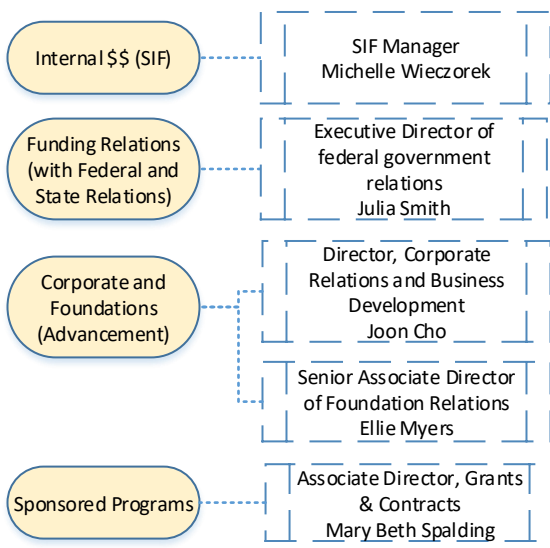 Internal $$ (SIF)
SIF Manager
Michelle Wieczorek
Funding Relations
(with Federal and
State Relations)
Executive Director of
federal government
relations
Julia Smith
Corporate and
Foundations
(Advancement)
Director, Corporate
Relations and Business
Development
Joon Cho
Senior Associate Director
of Foundation Relations
Ellie Myers
Sponsored Programs
Associate Director, Grants
& Contracts
Mary Beth Spalding